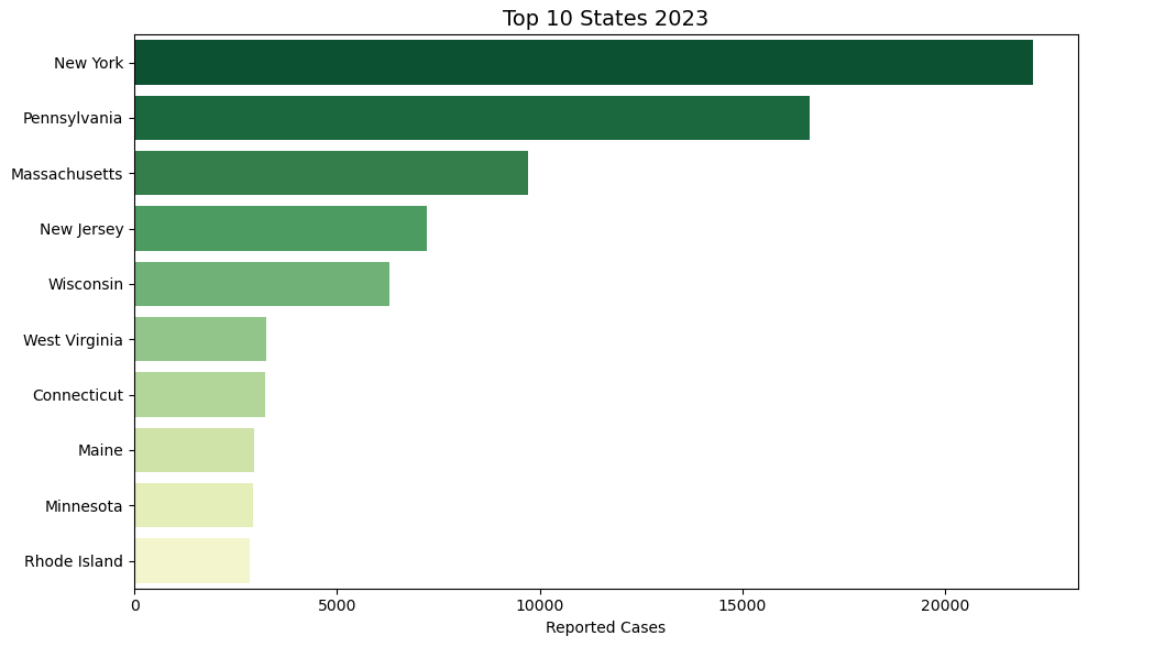 Top 10 States 2023
New York
Pennsylvania
Massachusetts
New Jersey
Wisconsin
West Virginia
Connecticut
Maine
Minnesota
Rhode Island
0 5000 10000 15000 20000
Reported Cases